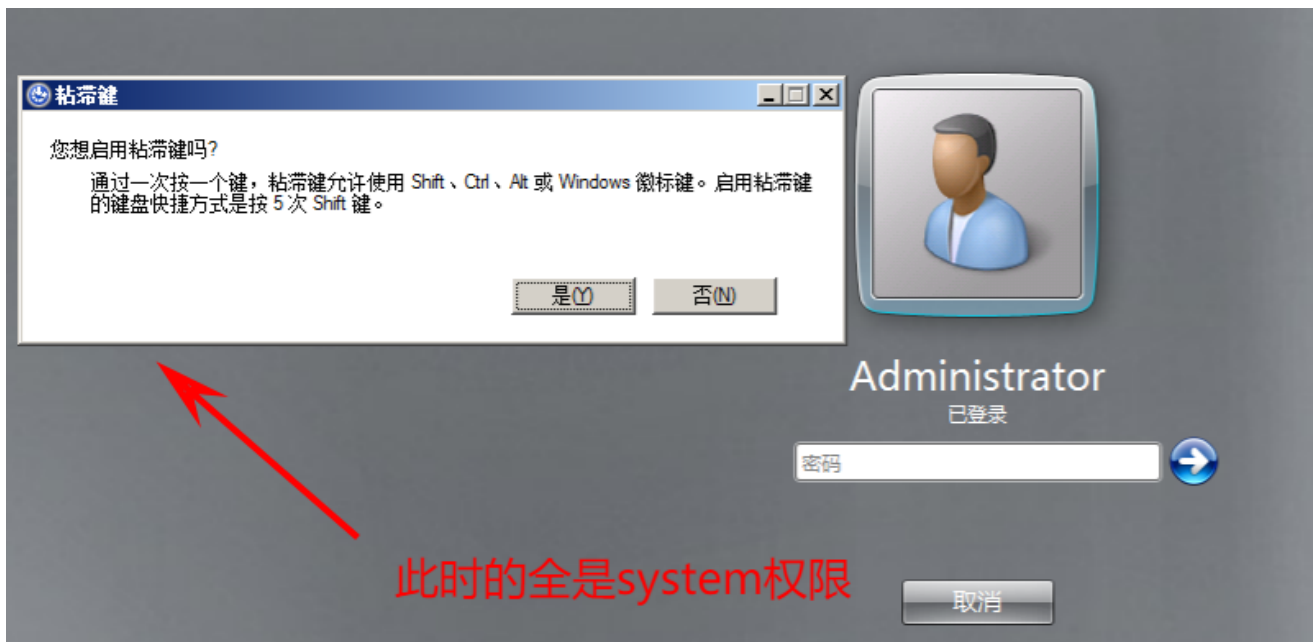 粘滞键
您想启用粘滞键吗?
通过一次按一个键，粘滞键允许使用 Shift、Ctrl、Alt 或 Windows 徽标键。启用粘滞键
的键盘快捷方式是按 5 次 Shift 键。
是(Y)
否(N)
Administrator
已登录
密码
此时的全是system权限
取消